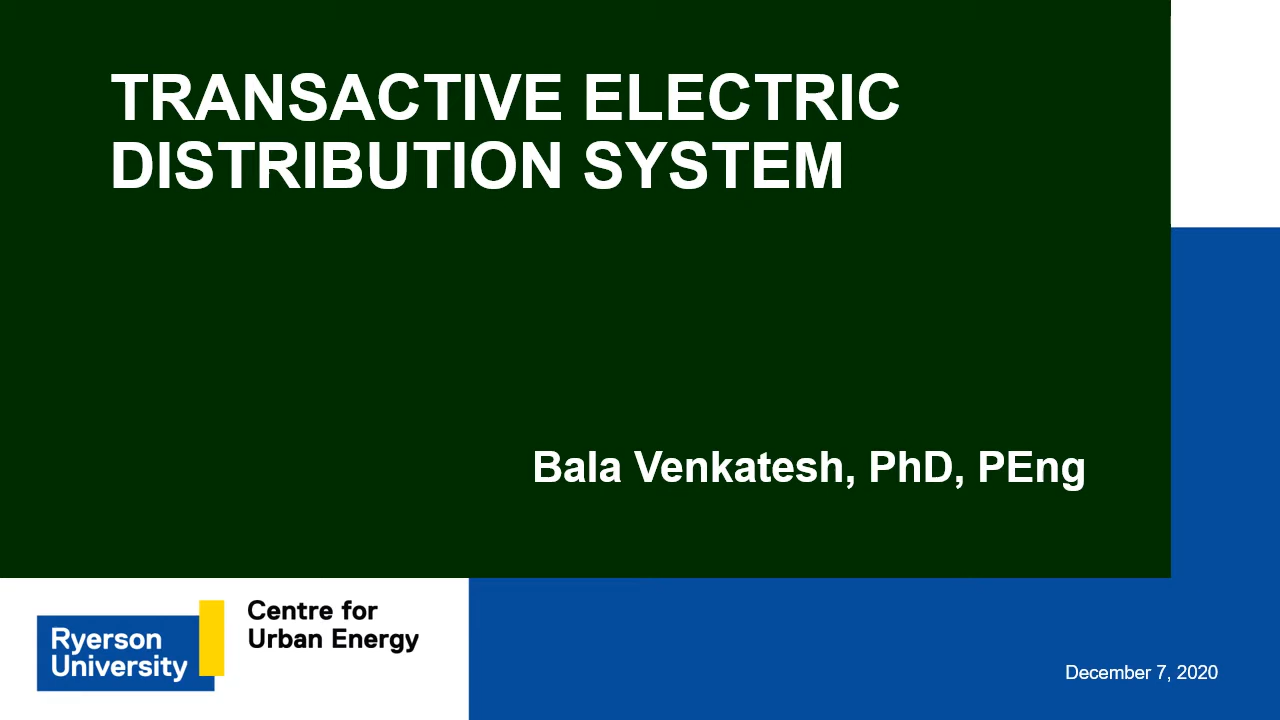 TRANSACTIVE ELECTRIC
DISTRIBUTION SYSTEM
Bala Venkatesh, PhD, PEng
Ryerson
University
Centre for
Urban Energy
December 7, 2020